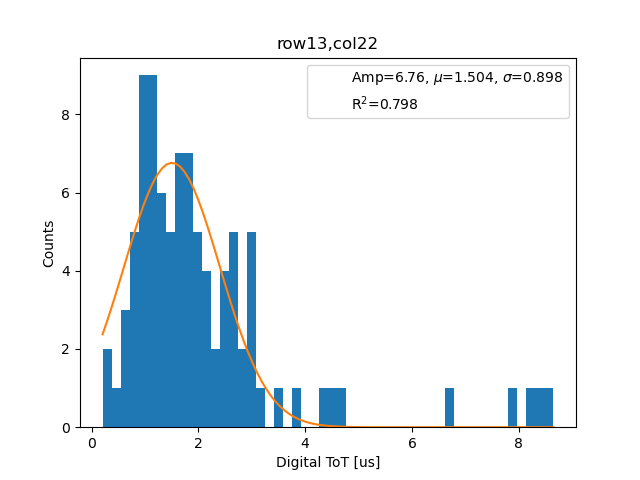 row13,col22
Amp=6.76, μ=1.504, σ=0.898
R²=0.798
8
6
4
2
0
Counts
0 2 4 6 8
Digital ToT [us]